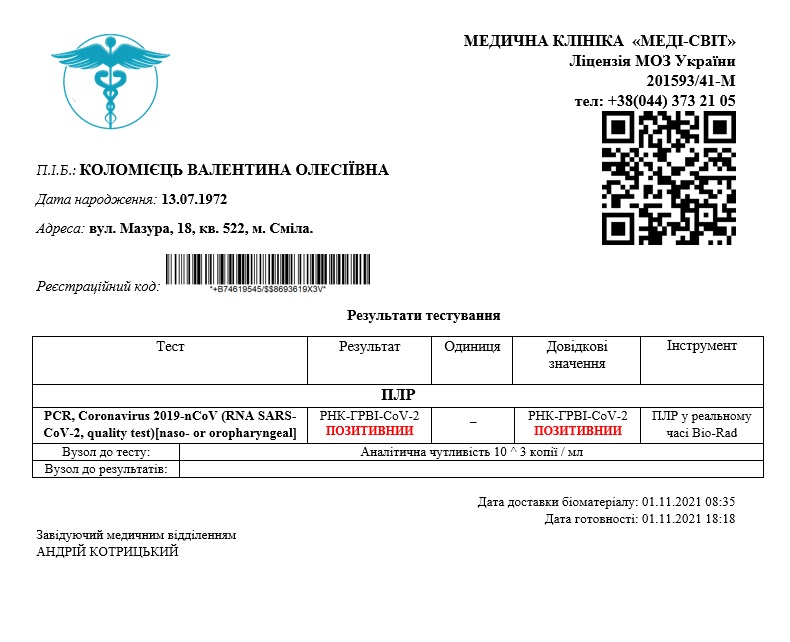 МЕДИЧНА КЛІНІКА «МЕДІ-СВІТ»
Ліцензія МОЗ України
201593/41-М
тел: +38(044) 373 21 05
П.І.Б.: КОЛОМІЄЦЬ ВАЛЕНТИНА ОЛЕСІЇВНА
Дата народження: 13.07.1972
Адреса: вул. Мазура, 18, кв. 522, м. Сміла.
Реєстраційний код:
*+B74619545/$$8693619X3V*
Результати тестування
Тест Результат Одиниця Довідкові значення Інструмент
ПЛР
PCR, Coronavirus 2019-nCoV (RNA SARS- РНК-ГРВІ-CoV-2 – РНК-ГРВІ-CoV-2 ПЛР у реальному
CoV-2, quality test)[naso- or oropharyngeal] ПОЗИТИВНИИ ПОЗИТИВНИИ часі Bio-Rad
Вузол до тесту: Аналітична чутливість 10 ^ 3 копії / мл
Вузол до результатів:
Дата доставки біоматеріалу: 01.11.2021 08:35
Дата готовності: 01.11.2021 18:18
Завідуючий медичним відділенням
АНДРІЙ КОТРИЦЬКИЙ